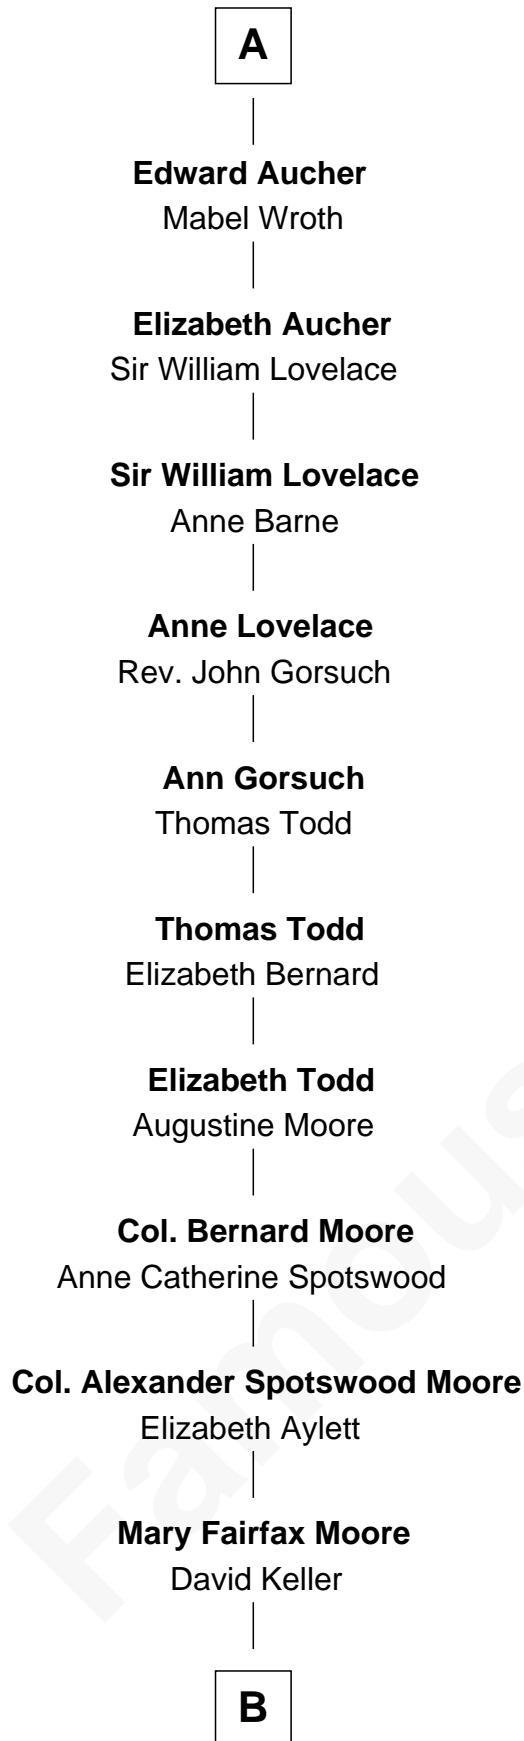 A
Edward Aucher
Mabel Wroth
Elizabeth Aucher
Sir William Lovelace
Sir William Lovelace
Anne Barne
Anne Lovelace
Rev. John Gorsuch
Ann Gorsuch
Thomas Todd
Thomas Todd
Elizabeth Bernard
Elizabeth Todd
Augustine Moore
Col. Bernard Moore
Anne Catherine Spotswood
Col. Alexander Spotswood Moore
Elizabeth Aylett
Mary Fairfax Moore
David Keller
B
Famous